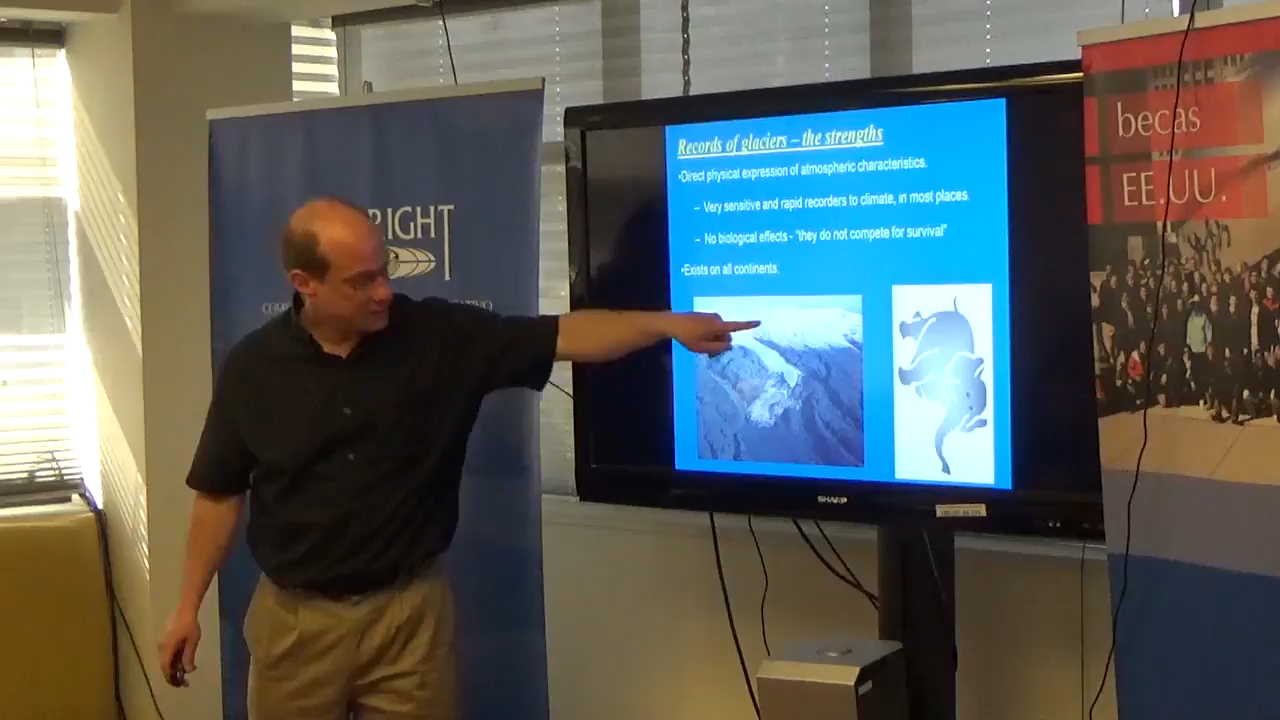 RIGHT
Records of glaciers – the strengths
•Direct physical expression of atmospheric characteristics.
– Very sensitive and rapid recorders to climate, in most places.
– No biological effects - "they do not compete for survival"
•Exists on all continents.
SHARP
becas
EE.UU.